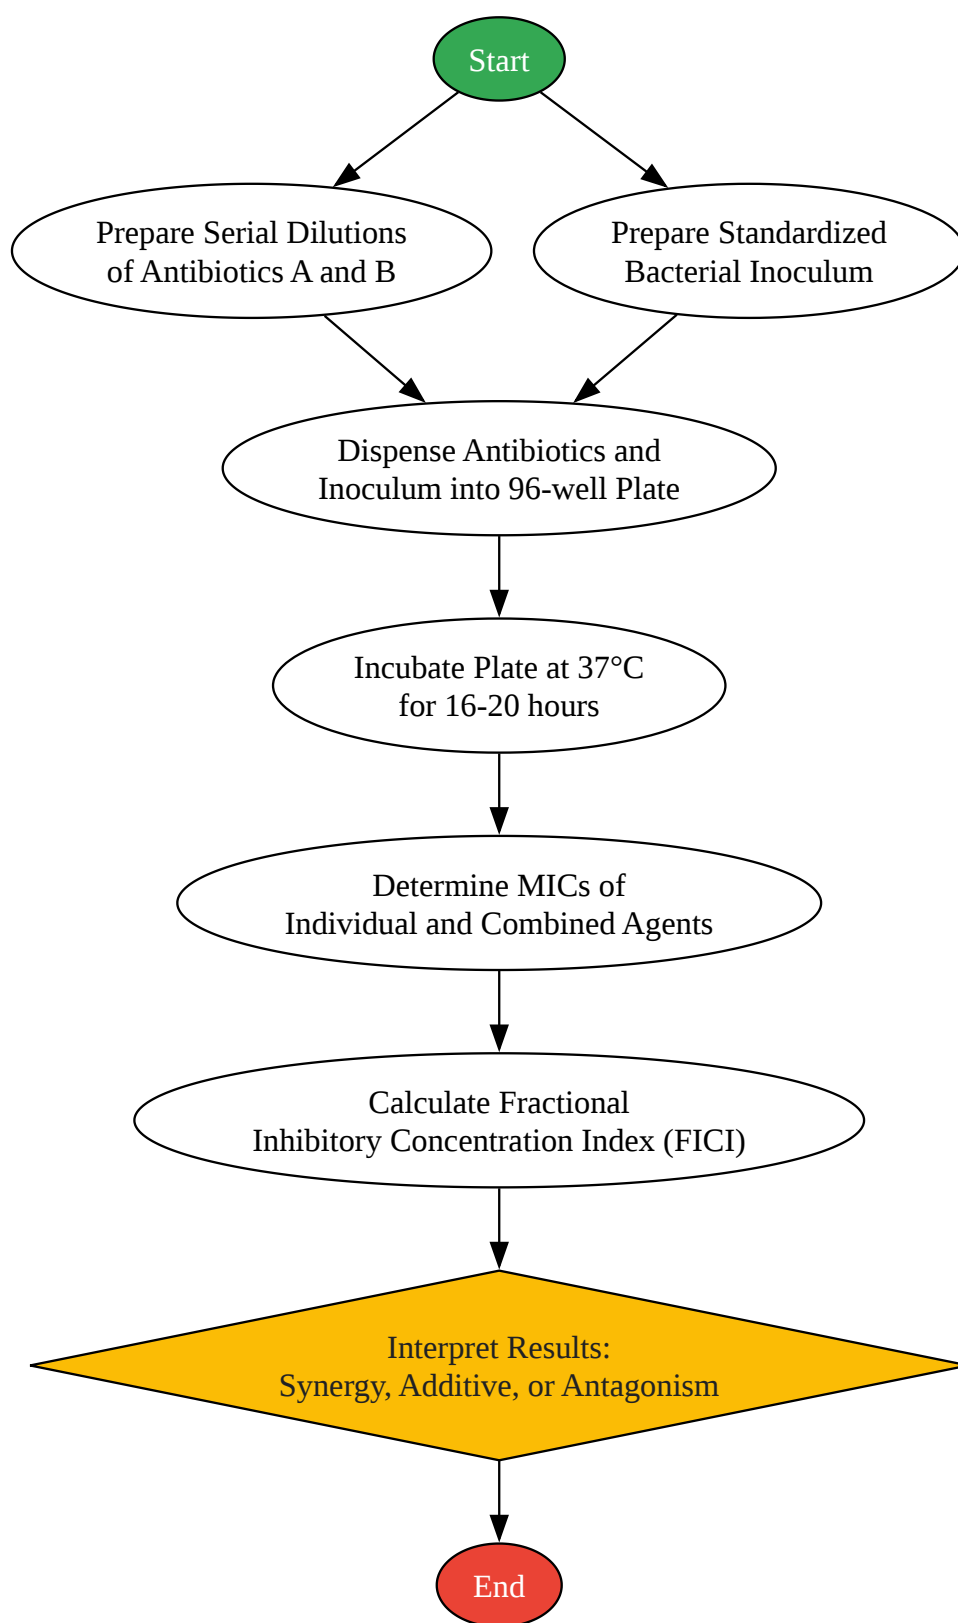 Start
Prepare Serial Dilutions
of Antibiotics A and B
Prepare Standardized
Bacterial Inoculum
Dispense Antibiotics and
Inoculum into 96-well Plate
Incubate Plate at 37°C
for 16-20 hours
Determine MICs of
Individual and Combined Agents
Calculate Fractional
Inhibitory Concentration Index (FICI)
Interpret Results:
Synergy, Additive, or Antagonism
End